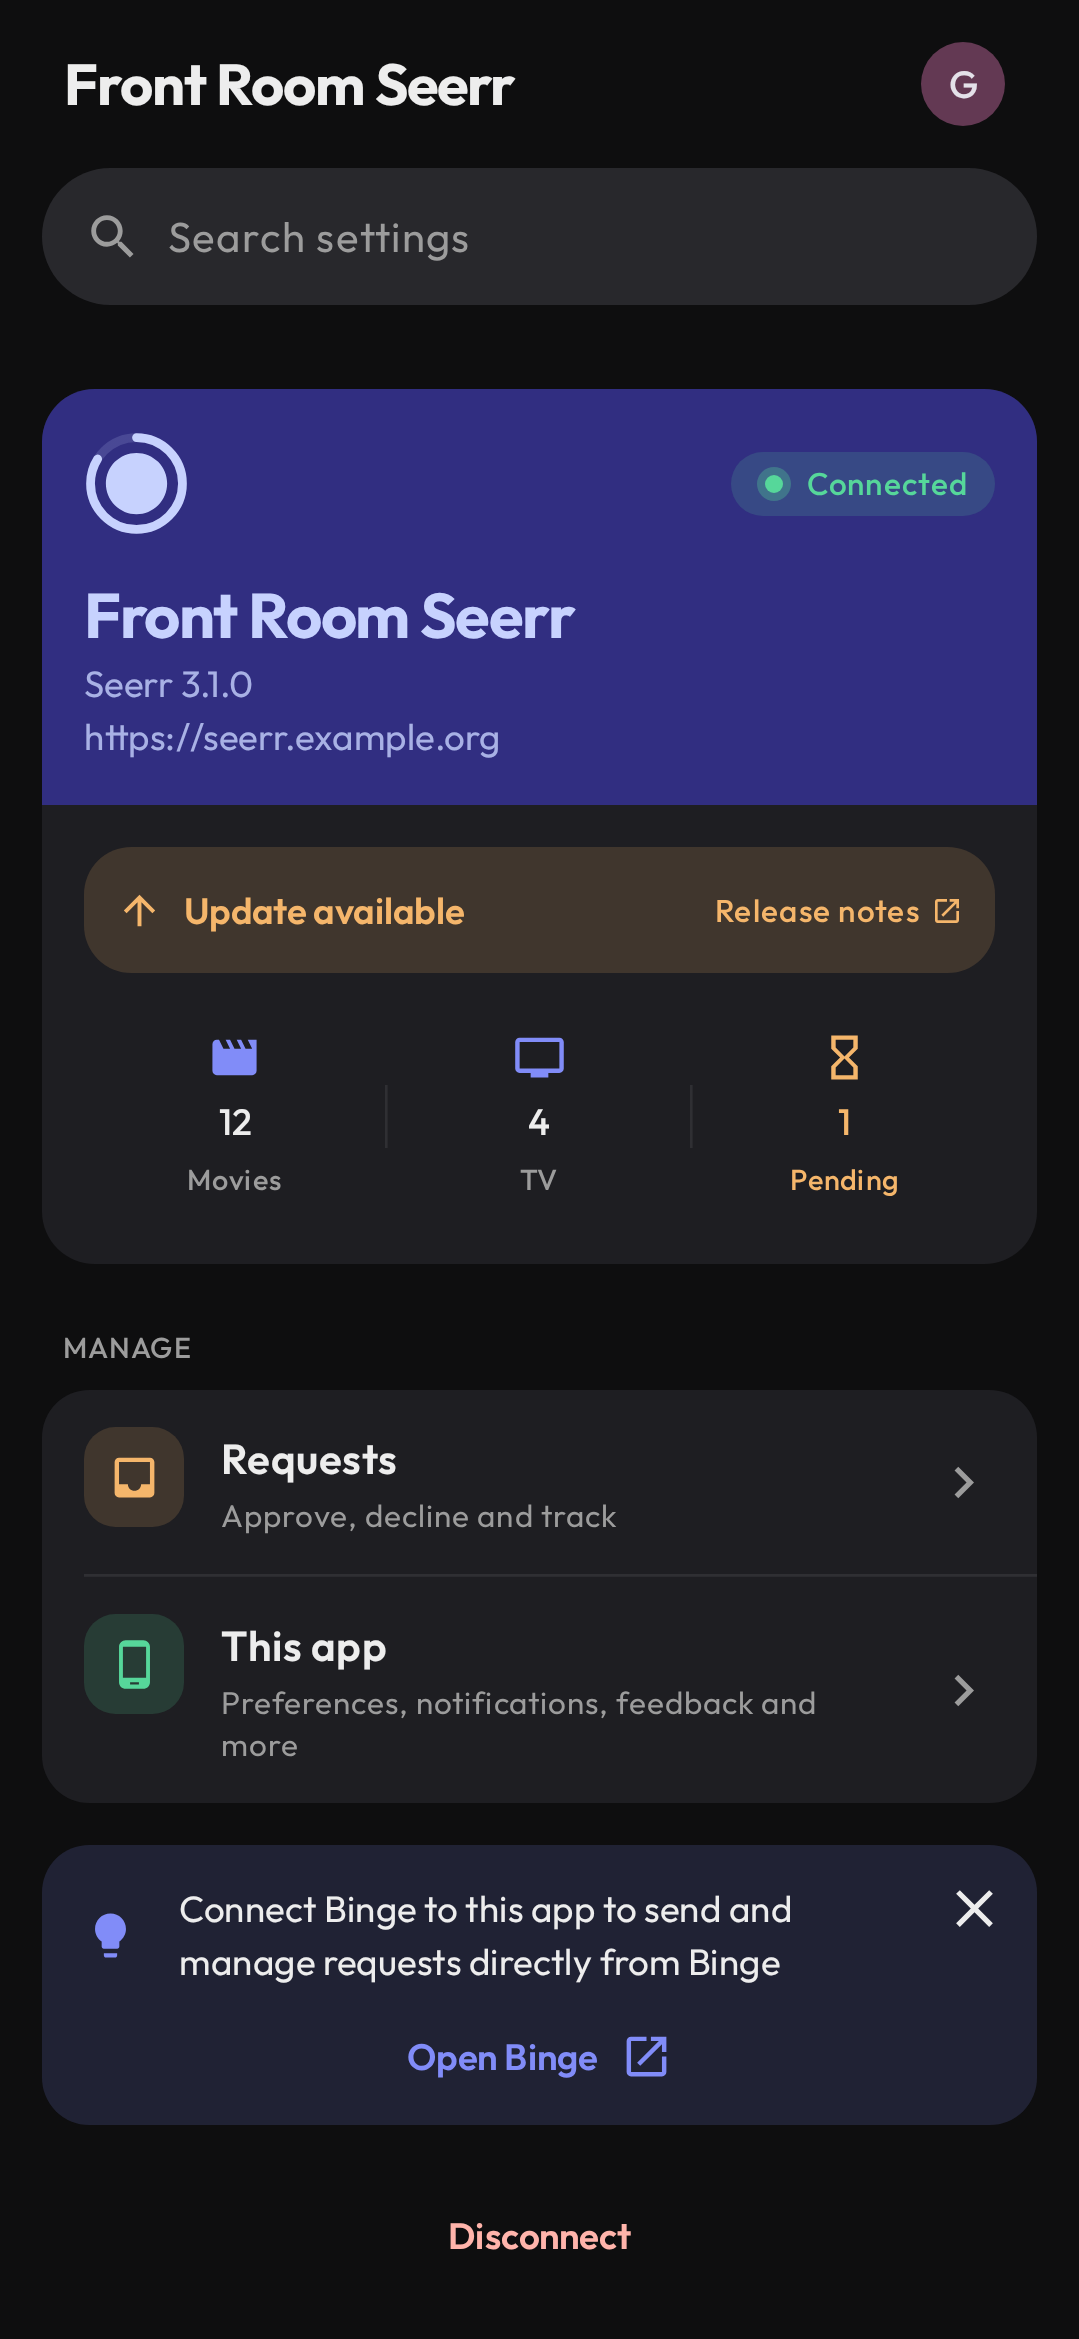 Front Room Seerr
G
Search settings
Connected
Front Room Seerr
Seerr 3.1.0
https://seerr.example.org
Update available
Release notes
12
4
1
Movies
TV
Pending
MANAGE
Requests
Approve, decline and track
This app
Preferences, notifications, feedback and
more
Connect Binge to this app to send and
manage requests directly from Binge
Open Binge
Disconnect